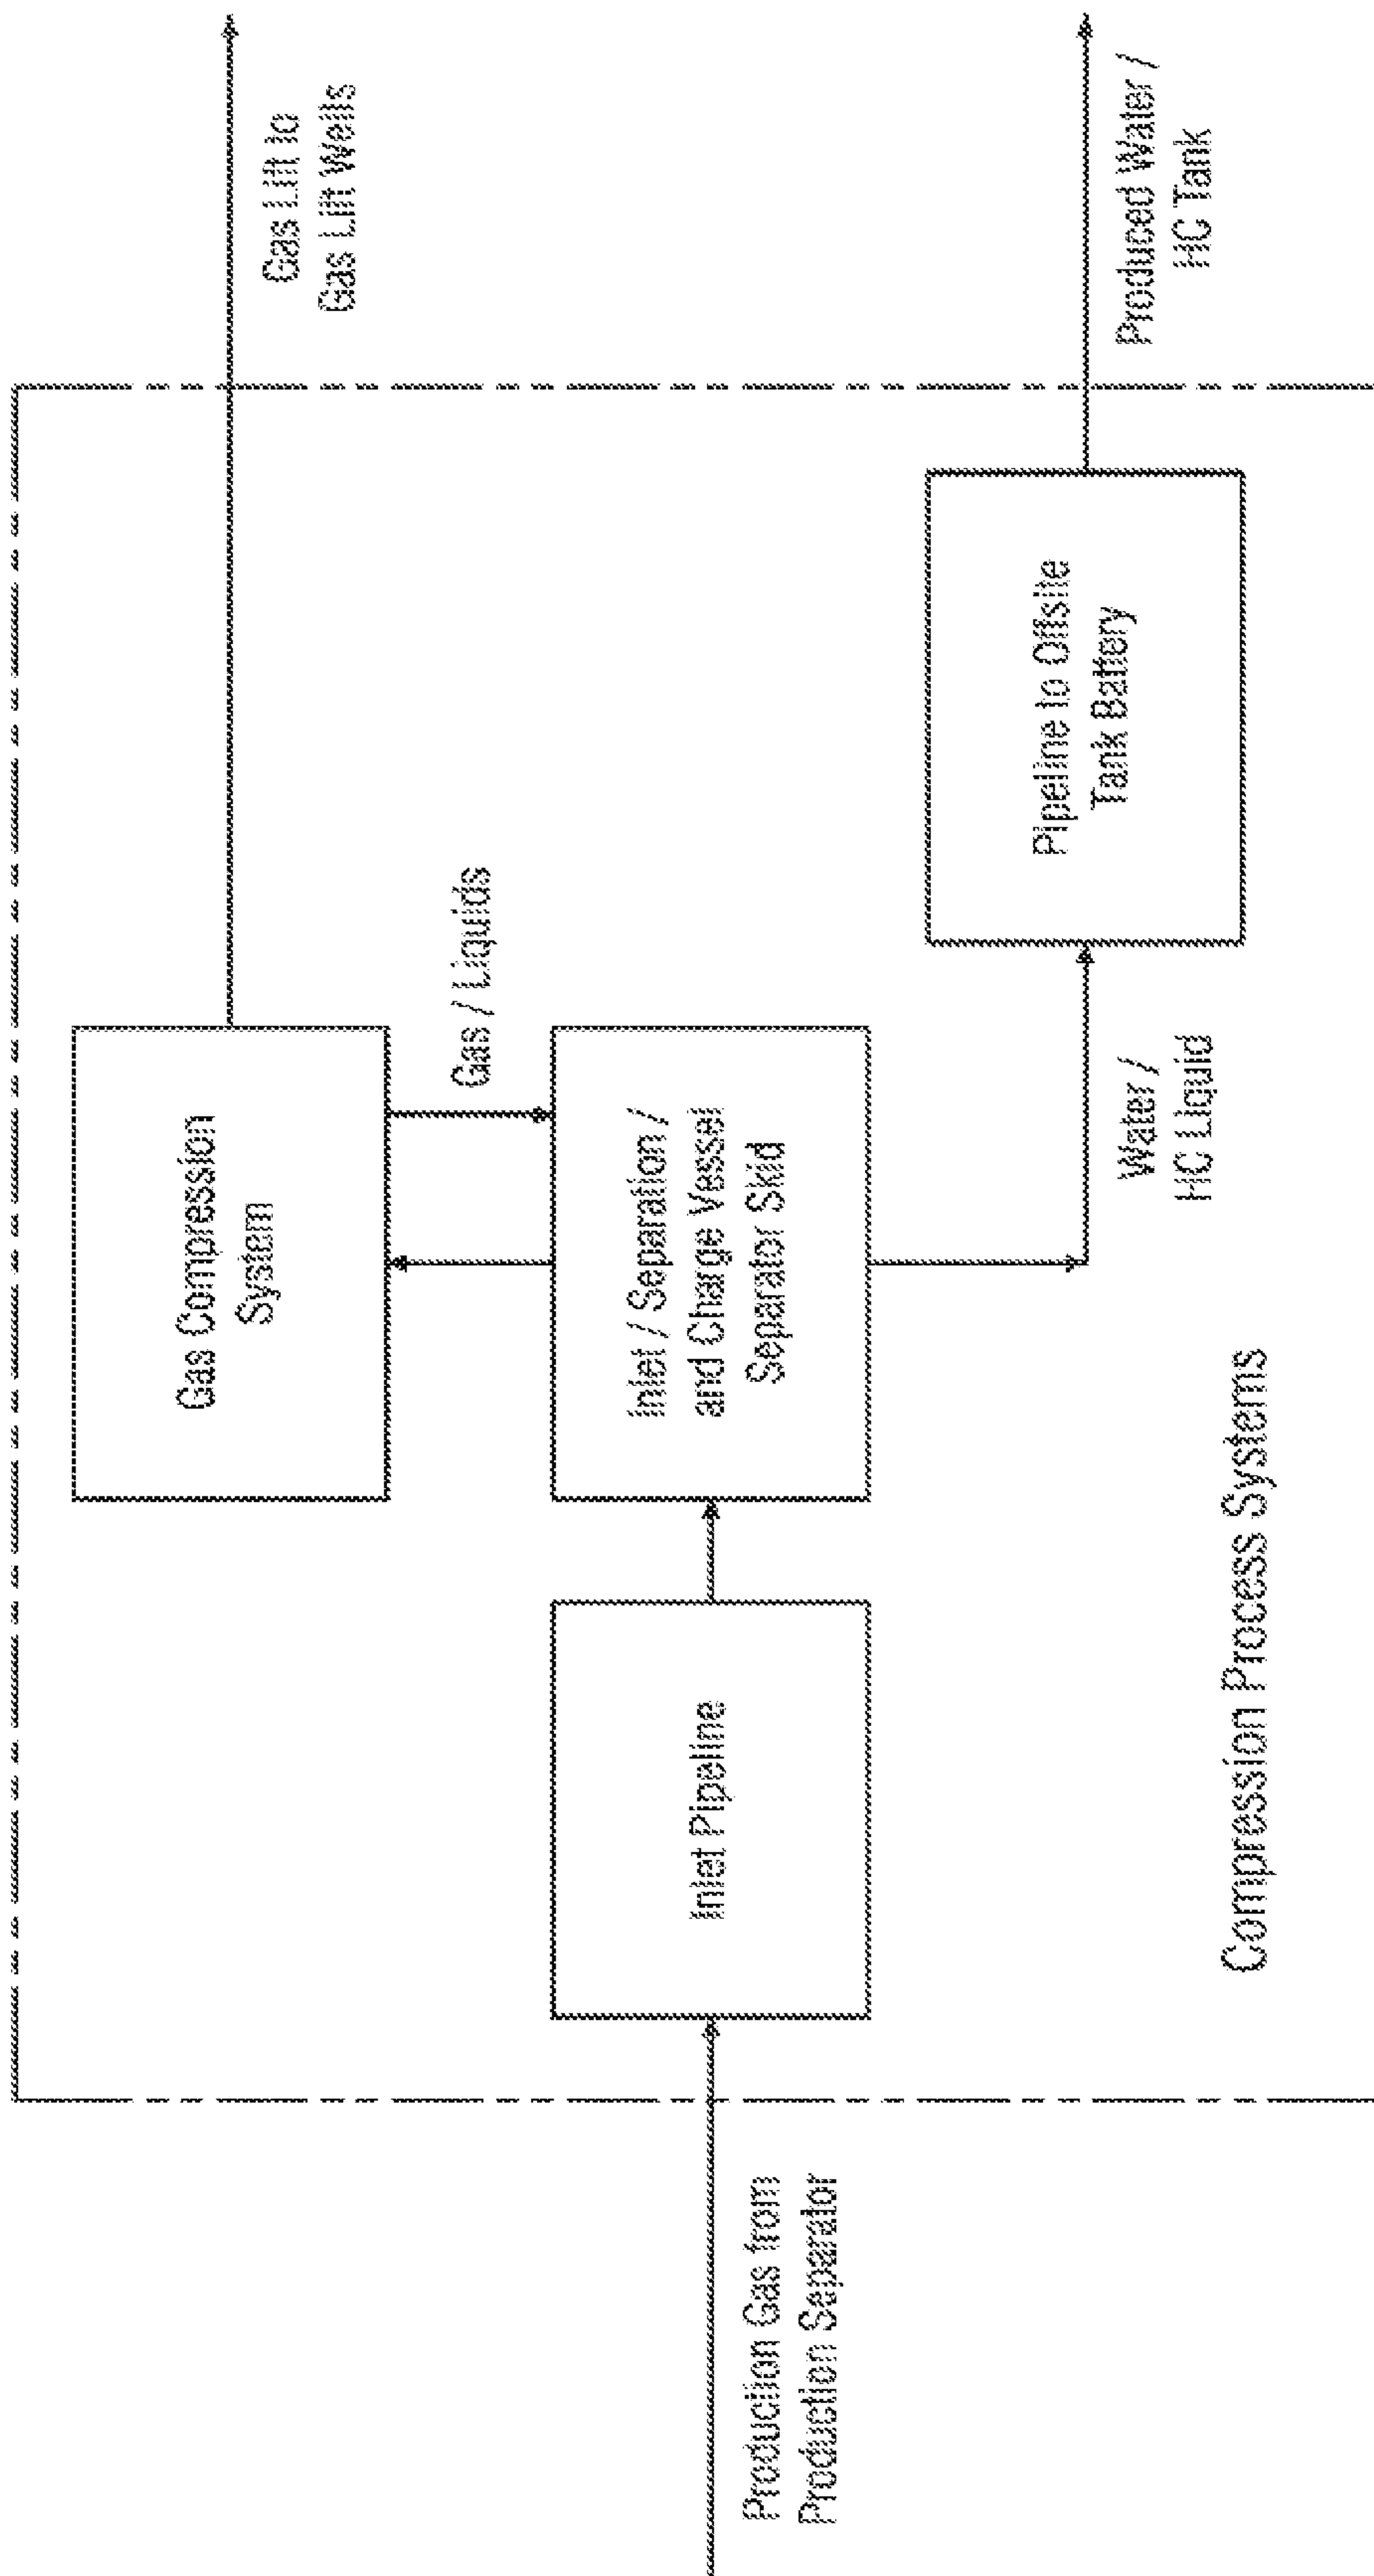 Production Gas from
Production Separator
Inlet Pipeline
Gas Compression
System
Gas / Liquids
Inlet / Separation /
and Charge Vessel
Separator Skid
Water /
HC Liquid
Pipeline to Offsite
Tank Battery
Gas Lift to
Gas Lift Wells
Produced Water /
HC Tank
Compression Process Systems